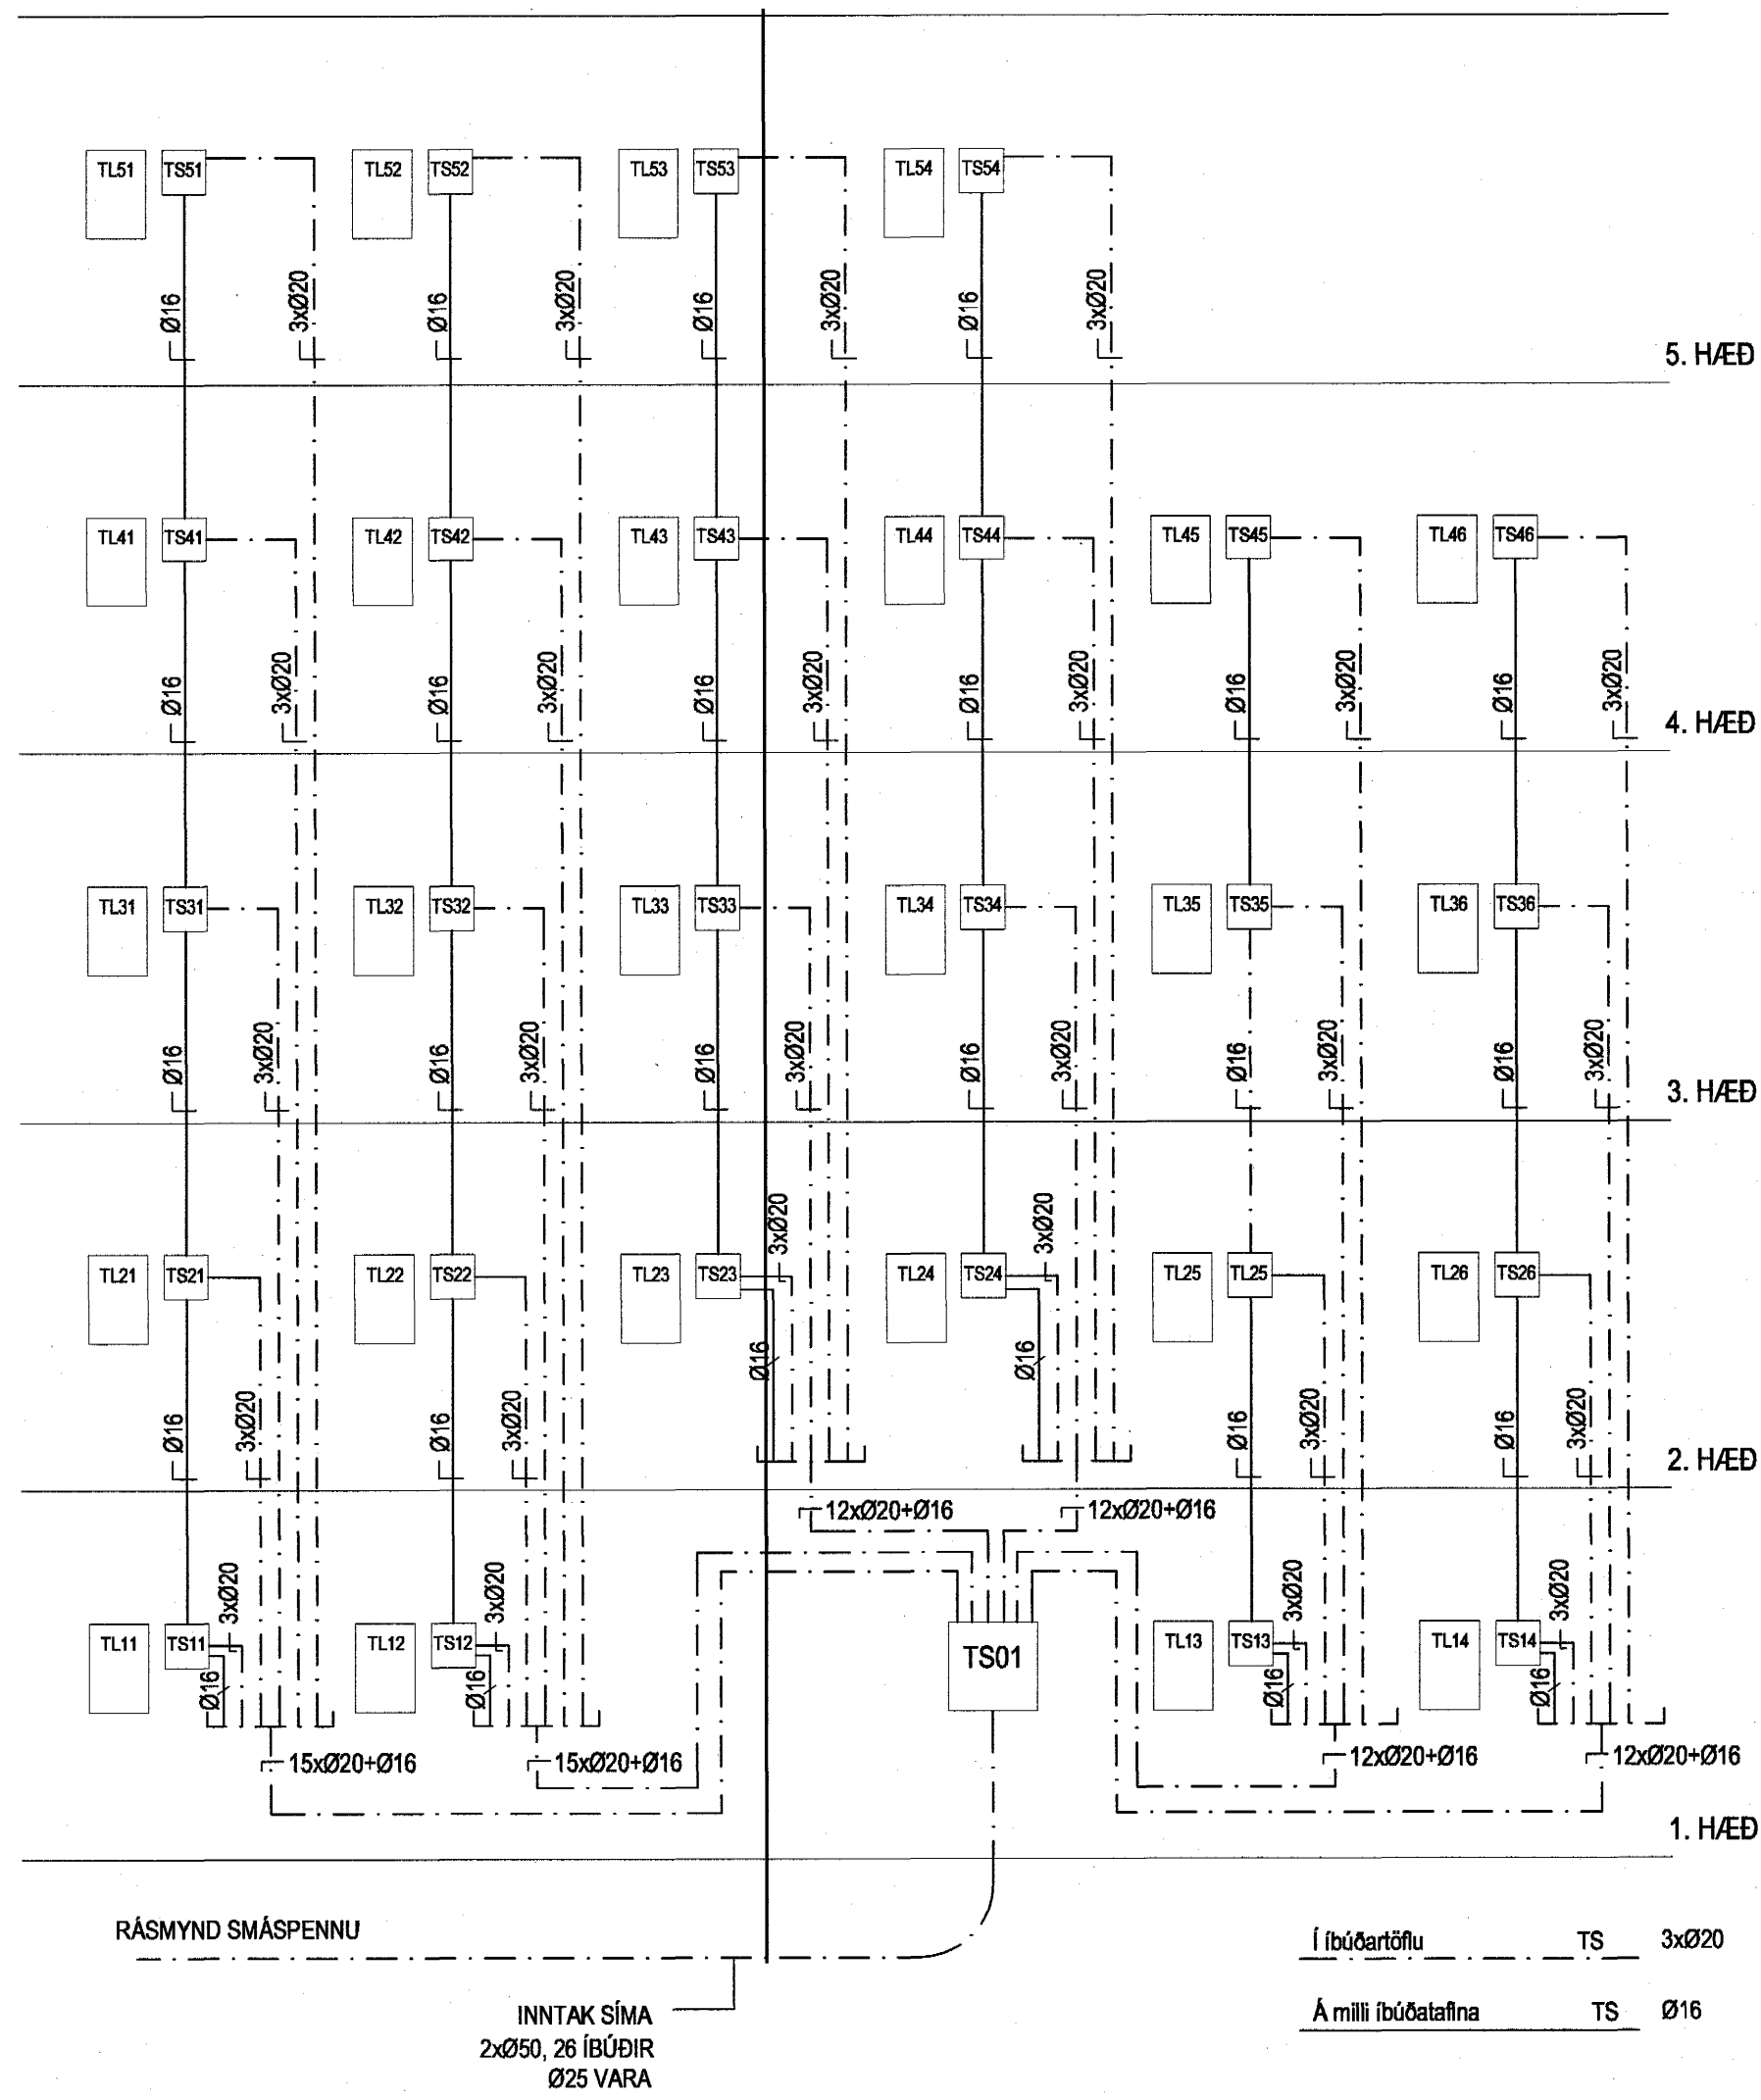 TL51 TS51 TL52 TS52 TL53 TS53 TL54 TS54
Ø16 3xØ20 Ø16 3xØ20 Ø16 3xØ20 Ø16 3xØ20
5. HÆÐ
TL41 TS41 TL42 TS42 TL43 TS43 TL44 TS44 TL45 TS45 TL46 TS46
Ø16 3xØ20 Ø16 3xØ20 Ø16 3xØ20 Ø16 3xØ20 Ø16 3xØ20 Ø16 3xØ20
4. HÆÐ
TL31 TS31 TL32 TS32 TL33 TS33 TL34 TS34 TL35 TS35 TL36 TS36
Ø16 3xØ20 Ø16 3xØ20 Ø16 3xØ20 Ø16 3xØ20 Ø16 3xØ20 Ø16 3xØ20
3. HÆÐ
3xØ20 3xØ20
TL21 TS21 TL22 TS22 TL23 TS23 TL24 TS24 TL25 TL25 TL26 TS26
Ø16 Ø16
Ø16 3xØ20 Ø16 3xØ20 Ø16 3xØ20 Ø16 3xØ20
2. HÆÐ
12xØ20+Ø16 12xØ20+Ø16
3xØ20 3xØ20 3xØ20 3xØ20
TL11 TS11 TL12 TS12 TS01 TL13 TS13 TL14 TS14
Ø16 Ø16 Ø16 Ø16
15xØ20+Ø16 15xØ20+Ø16 12xØ20+Ø16 12xØ20+Ø16
1. HÆÐ
RÁSMYND SMÁSPENNU
INNTAK SÍMA
2xØ50, 26 ÍBÚÐIR
Ø25 VARA
Í íbúðartöflu TS 3xØ20
Á milli íbúðataflna TS Ø16